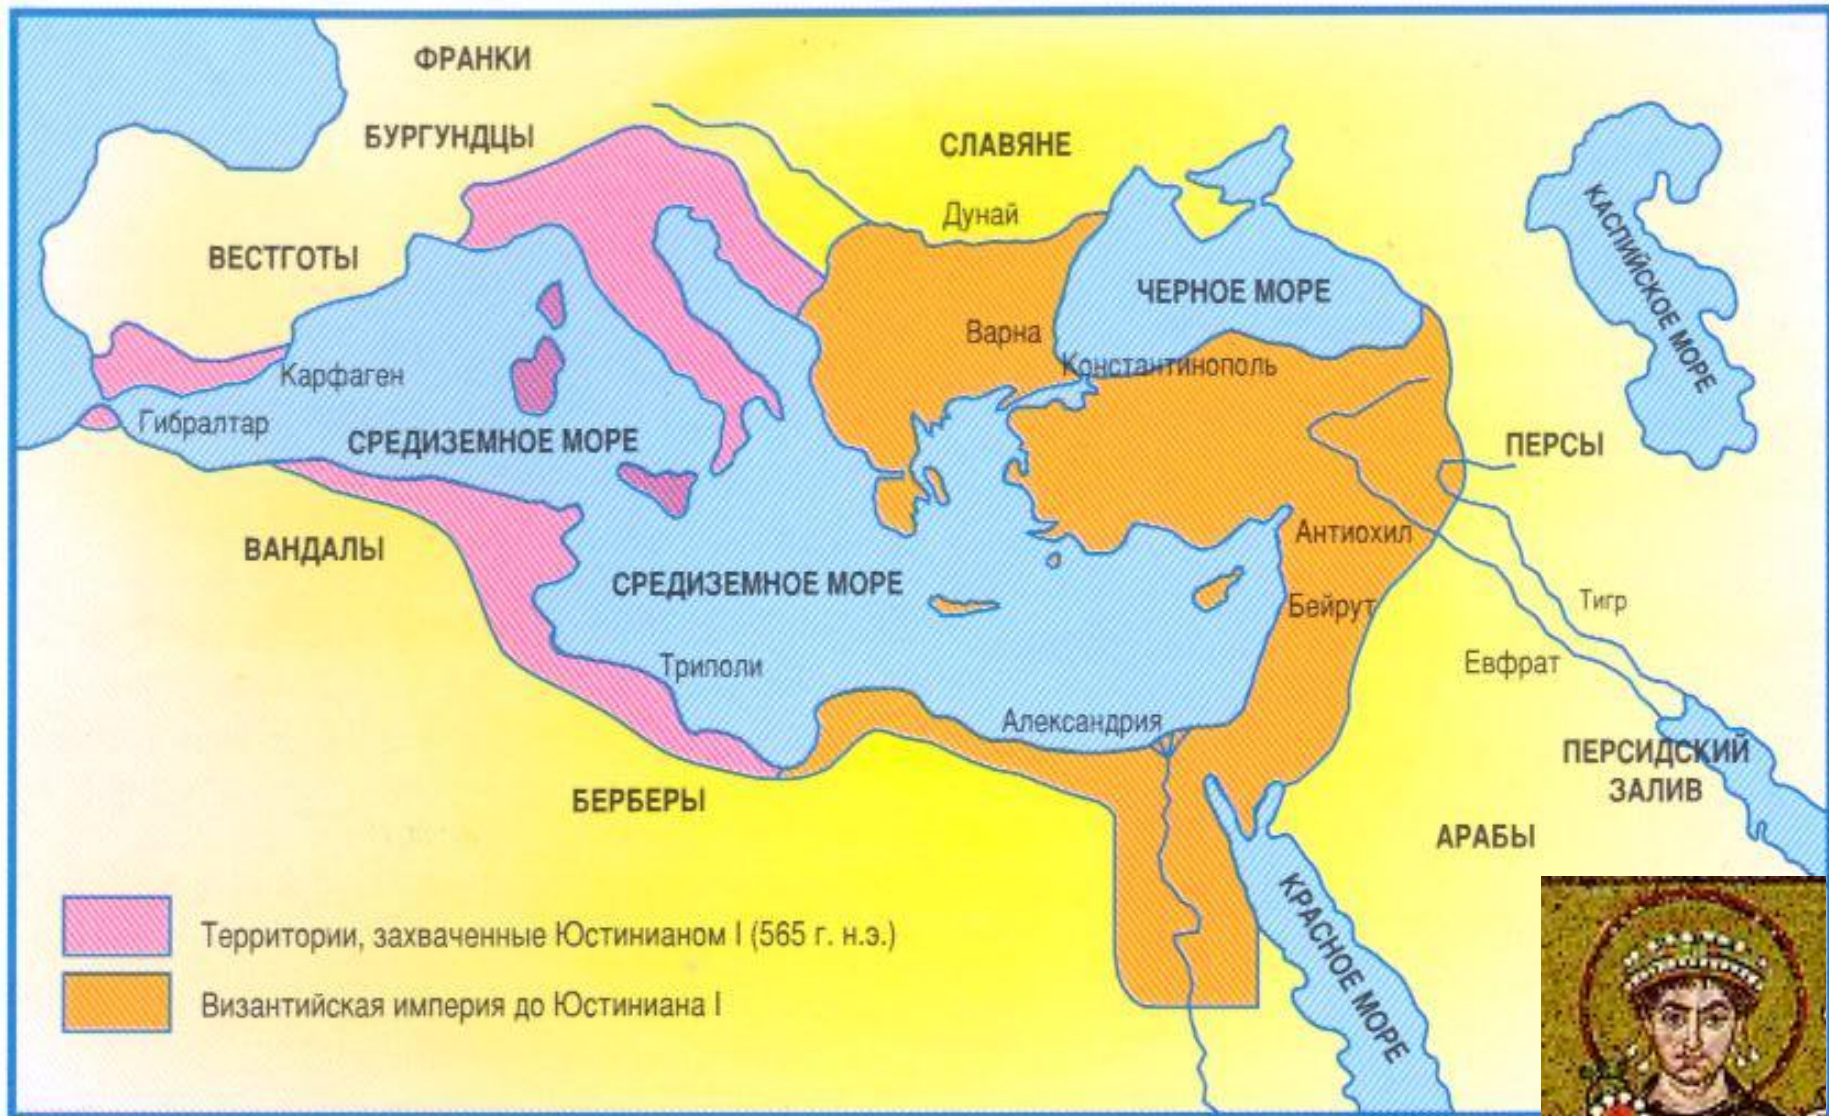 ФРАНКИ
БУРГУНДЦЫ
СЛАВЯНЕ
Дунай
КАСПИЙСКОЕ МОРЕ
ВЕСТГОТЫ
ЧЕРНОЕ МОРЕ
Варна
Константинополь
Карфаген
Гибралтар
СРЕДИЗЕМНОЕ МОРЕ
ПЕРСЫ
ВАНДАЛЫ
Антиохил
СРЕДИЗЕМНОЕ МОРЕ
Бейрут
Тигр
Триполи
Евфрат
Александрия
ПЕРСИДСКИЙ
ЗАЛИВ
БЕРБЕРЫ
АРАБЫ
КРАСНОЕ МОРЕ
Территории, захваченные Юстинианом I (565 г. н.э.)
Византийская империя до Юстиниана I